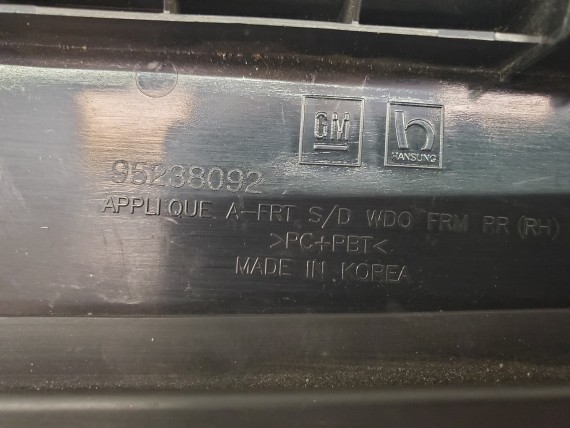 GM
HANSUNG
95238092
APPLIQUE A-FRT S/D WDO FRM RR (RH)
>PC+PBT<
MADE IN KOREA